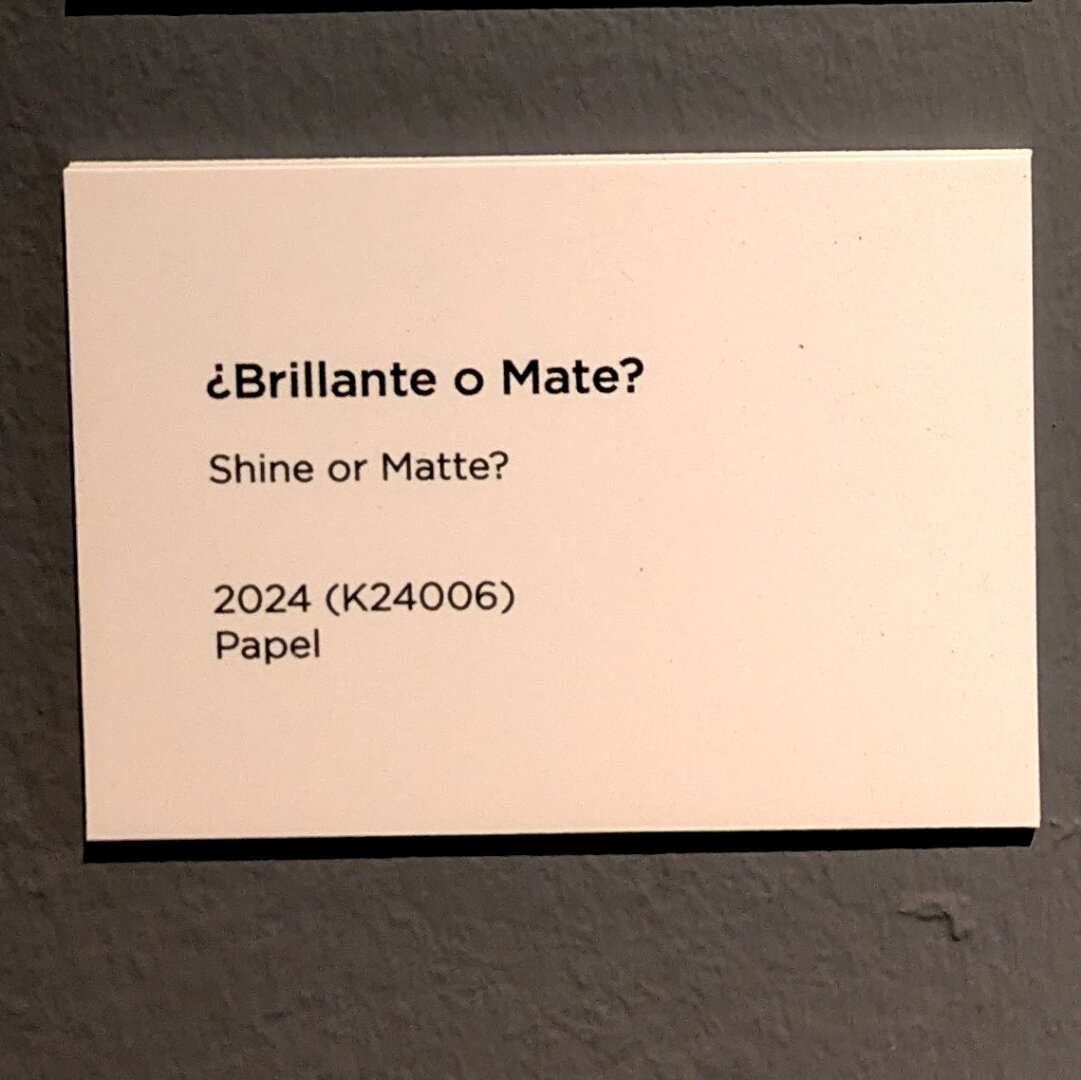 ¿Brillante o Mate?
Shine or Matte?
2024 (K24006)
Papel